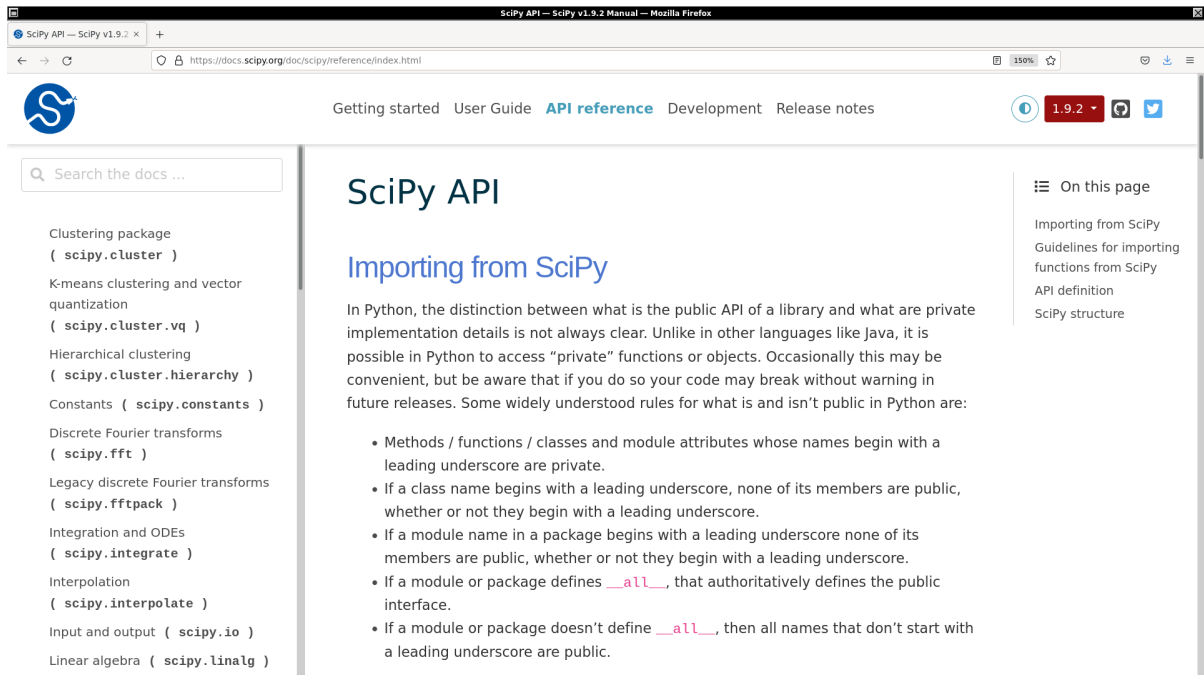 SciPy API — SciPy v1.9.2 Manual — Mozilla Firefox
SciPy API — SciPy v1.9.2
https://docs.scipy.org/doc/scipy/reference/index.html
150%
Getting started User Guide API reference Development Release notes
1.9.2
Search the docs ...
Clustering package
( scipy.cluster )
K-means clustering and vector
quantization
( scipy.cluster.vq )
Hierarchical clustering
( scipy.cluster.hierarchy )
Constants ( scipy.constants )
Discrete Fourier transforms
( scipy.fft )
Legacy discrete Fourier transforms
( scipy.fftpack )
Integration and ODEs
( scipy.integrate )
Interpolation
( scipy.interpolate )
Input and output ( scipy.io )
Linear algebra ( scipy.linalg )
SciPy API
Importing from SciPy
In Python, the distinction between what is the public API of a library and what are private
implementation details is not always clear. Unlike in other languages like Java, it is
possible in Python to access “private” functions or objects. Occasionally this may be
convenient, but be aware that if you do so your code may break without warning in
future releases. Some widely understood rules for what is and isn’t public in Python are:
• Methods / functions / classes and module attributes whose names begin with a
leading underscore are private.
• If a class name begins with a leading underscore, none of its members are public,
whether or not they begin with a leading underscore.
• If a module name in a package begins with a leading underscore none of its
members are public, whether or not they begin with a leading underscore.
• If a module or package defines __all__, that authoritatively defines the public
interface.
• If a module or package doesn’t define __all__, then all names that don’t start with
a leading underscore are public.
On this page
Importing from SciPy
Guidelines for importing
functions from SciPy
API definition
SciPy structure